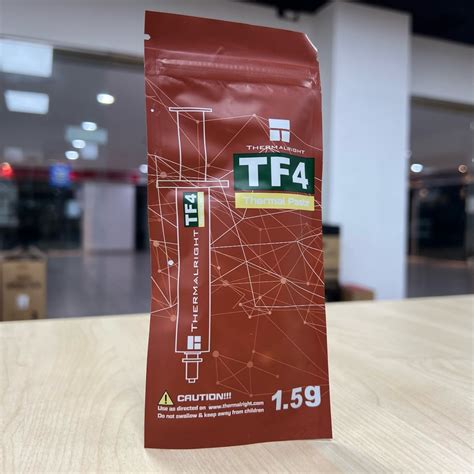 THERMALRIGHT
TF4
Thermal Paste
TF4
THERMALRIGHT
CAUTION!!!
Use as directed on www.thermalright.com
Do not swallow & keep away from children
1.5g